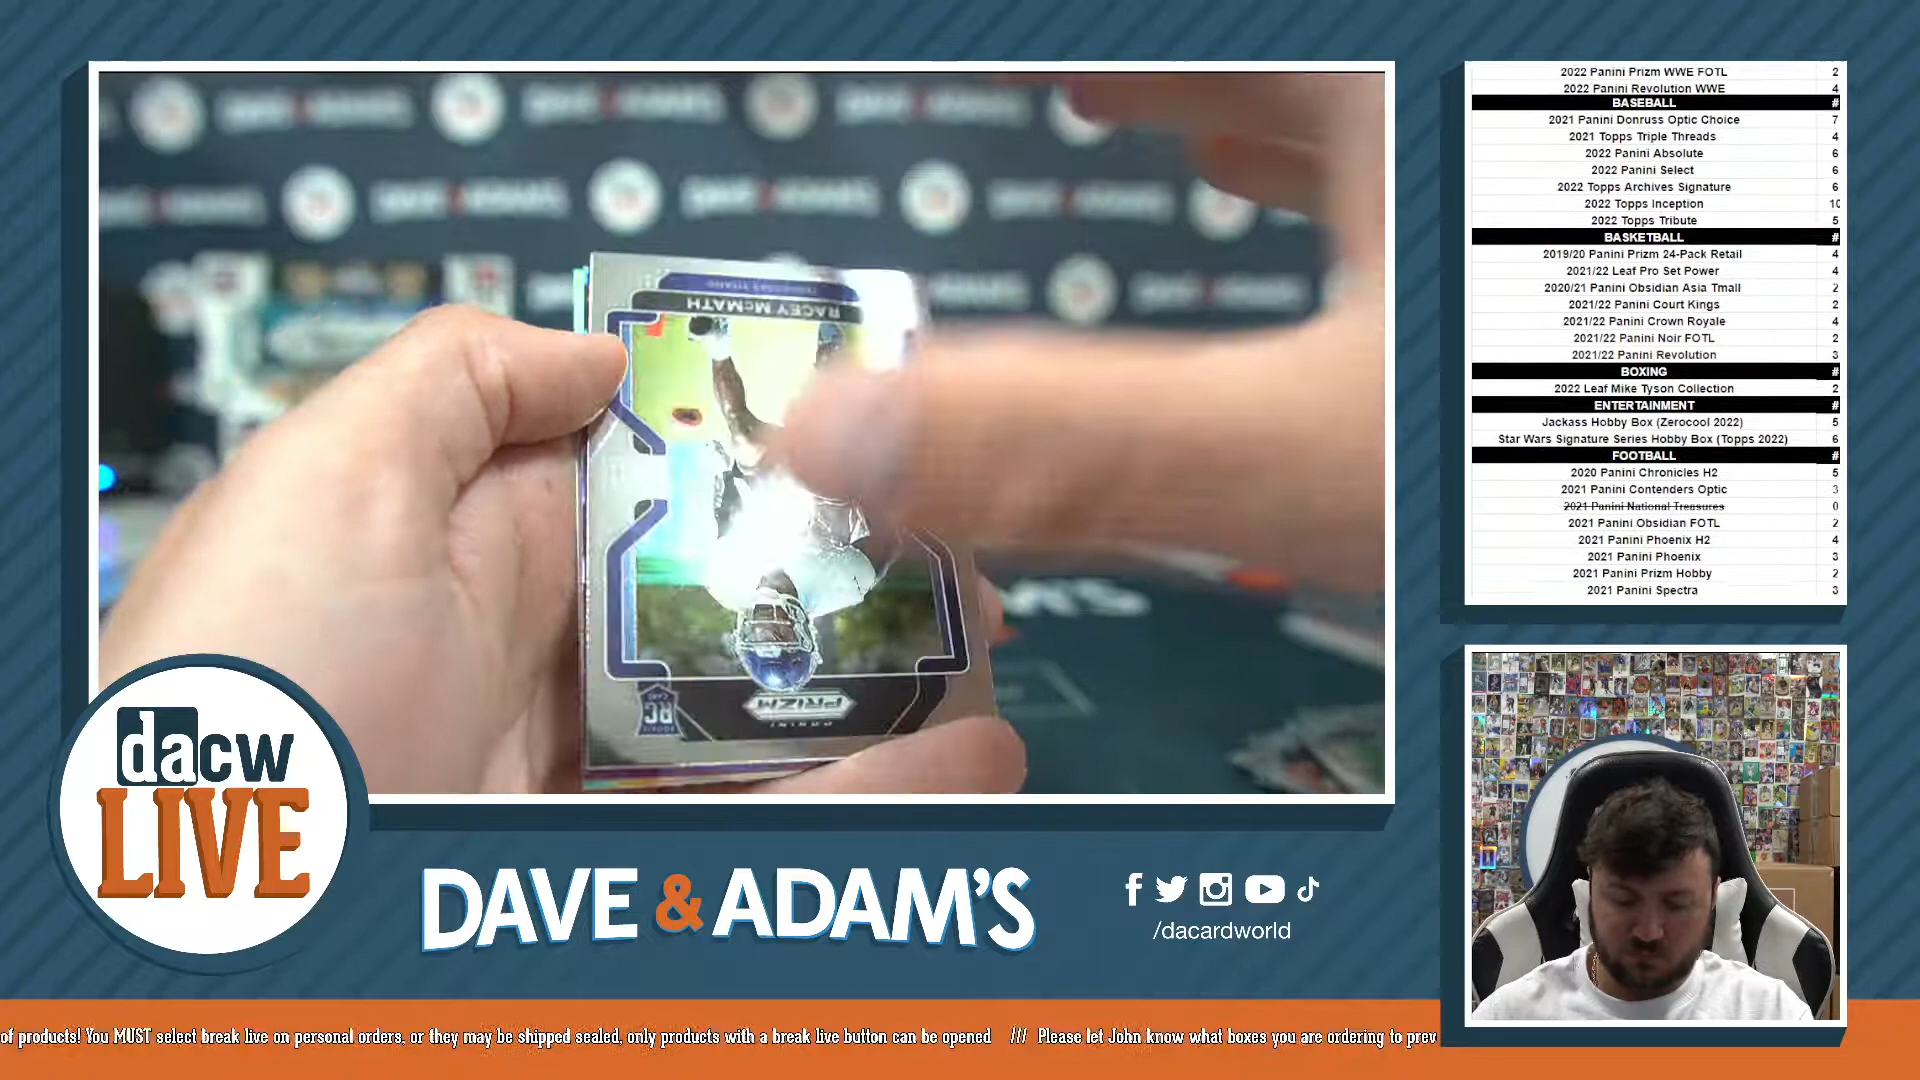 2022 Panini Prizm WWE FOTL 2
2022 Panini Revolution WWE 4
BASEBALL #
2021 Panini Donruss Optic Choice 7
2021 Topps Triple Threads 4
2022 Panini Absolute 6
2022 Panini Select 6
2022 Topps Archives Signature 6
2022 Topps Inception 10
2022 Topps Tribute 5
BASKETBALL #
2019/20 Panini Prizm 24-Pack Retail 4
2021/22 Leaf Pro Set Power 4
2020/21 Panini Obsidian Asia Tmall 2
2021/22 Panini Court Kings 2
2021/22 Panini Crown Royale 4
2021/22 Panini Noir FOTL 2
2021/22 Panini Revolution 3
BOXING #
2022 Leaf Mike Tyson Collection 2
ENTERTAINMENT #
Jackass Hobby Box (Zerocool 2022) 5
Star Wars Signature Series Hobby Box (Topps 2022) 6
FOOTBALL #
2020 Panini Chronicles H2 5
2021 Panini Contenders Optic 3
2021 Panini National Treasures 0
2021 Panini Obsidian FOTL 2
2021 Panini Phoenix H2 4
2021 Panini Phoenix 3
2021 Panini Prizm Hobby 2
2021 Panini Spectra 3
TENNESSEE TITANS
RACEY McMATH
PANINI
PRIZM
RC
dacw
LIVE
DAVE & ADAM'S
/dacardworld
of products! You MUST select break live on personal orders, or they may be shipped sealed, only products with a break live button can be opened /// Please let John know what boxes you are ordering to prev